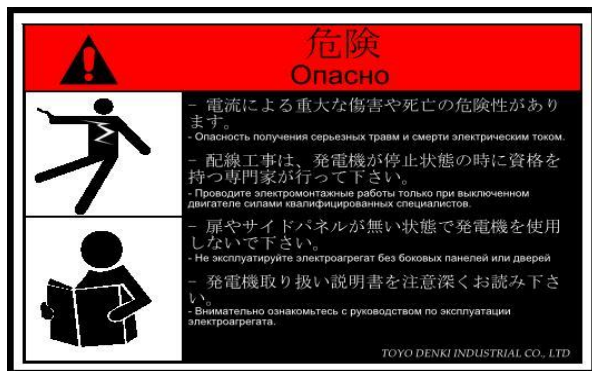 危険
Опасно
- 電流による重大な傷害や死亡の危険性があり
ます。
- Опасность получения серьезных травм и смерти электрическим током.
- 配線工事は、発電機が停止状態の時に資格を
持つ専門家が行って下さい。
- Проводите электромонтажные работы только при выключенном
двигателе силами квалифицированных специалистов.
- 扉やサイドパネルが無い状態で発電機を使用
しないで下さい。
- Не эксплуатируйте электроагрегат без боковых панелей или дверей
- 発電機取り扱い説明書を注意深くお読み下さ
い。
- Внимательно ознакомьтесь с руководством по эксплуатации
электроагрегата.
TOYO DENKI INDUSTRIAL CO., LTD